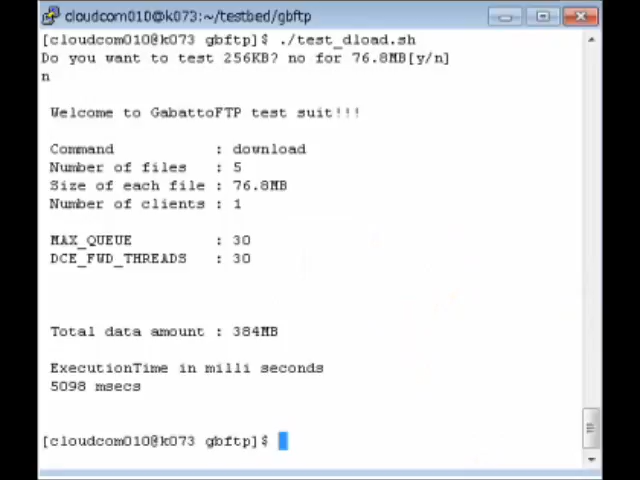 cloudcom010@k073:~/testbed/gbftp
[cloudcom010@k073 gbftp]$ ./test_dload.sh
Do you want to test 256KB? no for 76.8MB[y/n]
n
Welcome to GabattoFTP test suit!!!
Command : download
Number of files : 5
Size of each file : 76.8MB
Number of clients : 1
MAX_QUEUE : 30
DCE_FWD_THREADS : 30
Total data amount : 384MB
ExecutionTime in milli seconds
5098 msecs
[cloudcom010@k073 gbftp]$